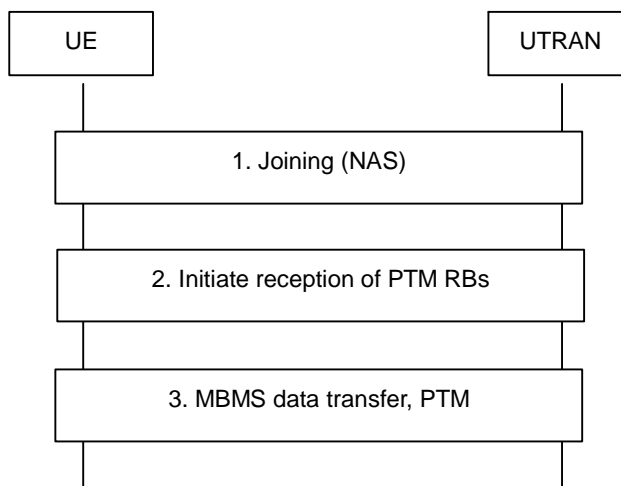 UE
UTRAN
1. Joining (NAS)
2. Initiate reception of PTM RBs
3. MBMS data transfer, PTM